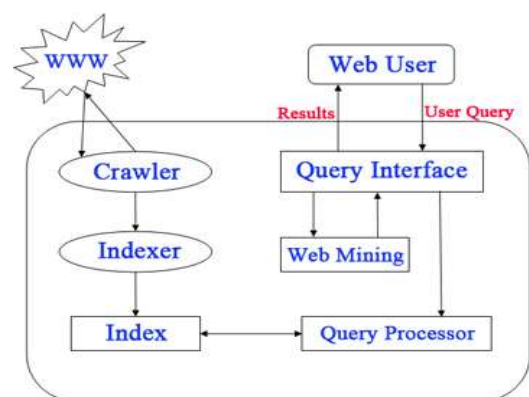 WWW
Web User
Results
User Query
Crawler
Query Interface
Indexer
Web Mining
Index
Query Processor